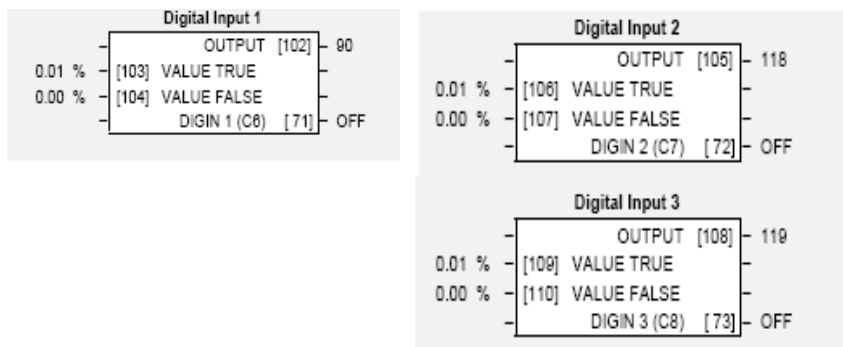 Digital Input 1
OUTPUT [102] – 90
0.01 % – [103] VALUE TRUE –
0.00 % – [104] VALUE FALSE –
DIGIN 1 (C6) [71] – OFF
Digital Input 2
OUTPUT [105] – 118
0.01 % – [106] VALUE TRUE –
0.00 % – [107] VALUE FALSE –
DIGIN 2 (C7) [72] – OFF
Digital Input 3
OUTPUT [108] – 119
0.01 % – [109] VALUE TRUE –
0.00 % – [110] VALUE FALSE –
DIGIN 3 (C8) [73] – OFF